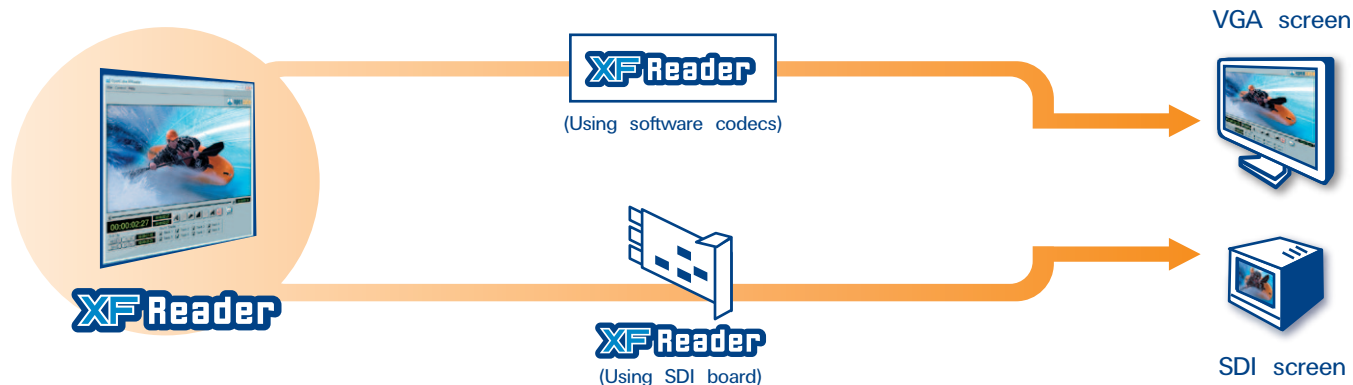 VGA screen
XF Reader
(Using software codecs)
00:00:02:27
XF Reader
XF Reader
(Using SDI board)
SDI screen